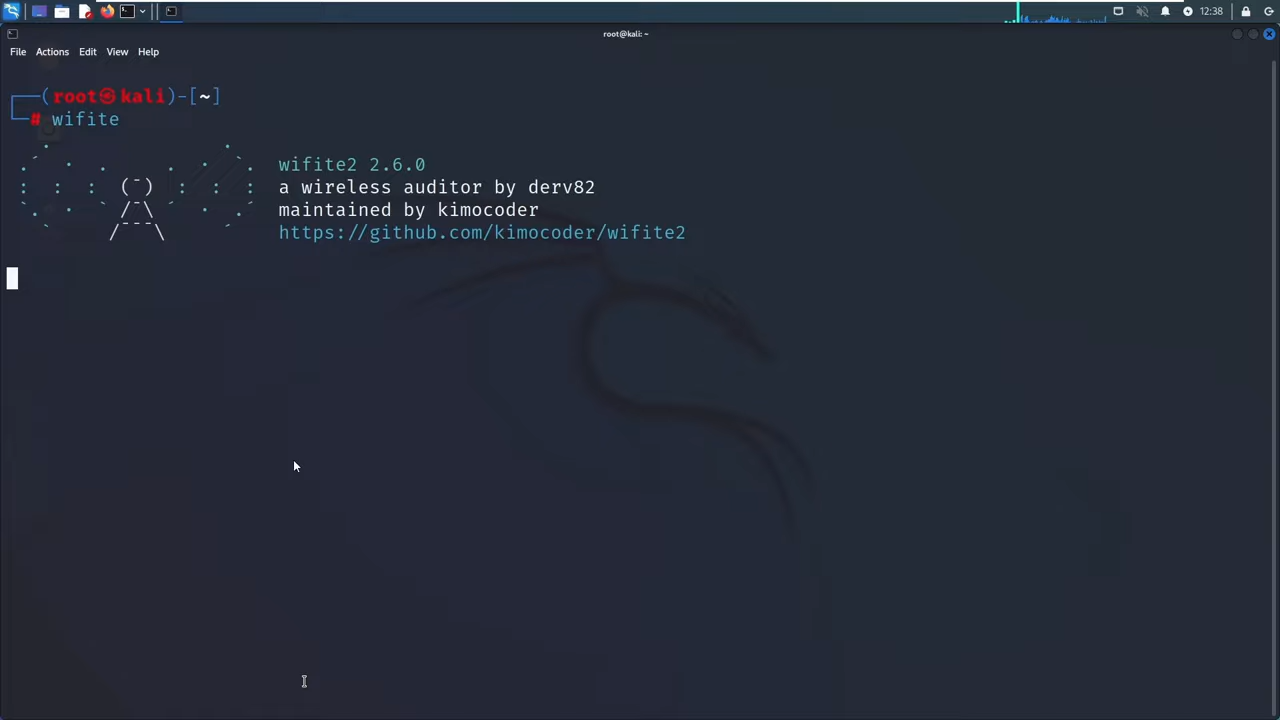 12:38
root@kali: ~
File Actions Edit View Help
(root㉿kali)-[~]
# wifite
wifite2 2.6.0
a wireless auditor by derv82
maintained by kimocoder
https://github.com/kimocoder/wifite2